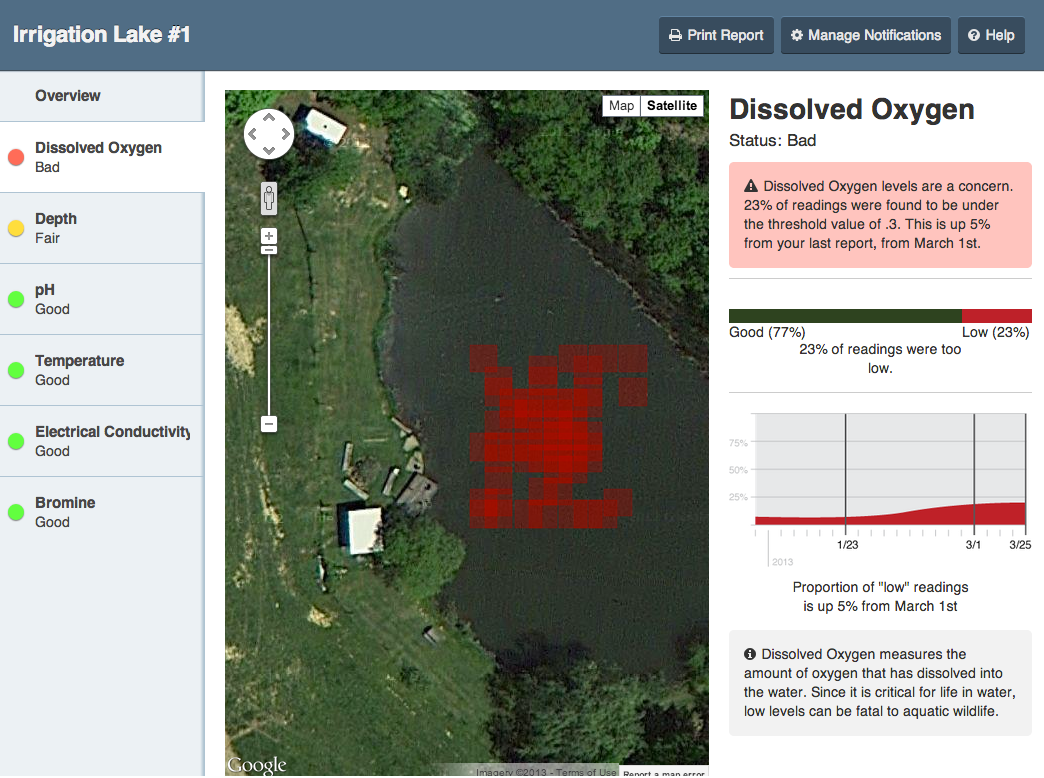 Irrigation Lake #1
Print Report
Manage Notifications
Help
Overview
Dissolved Oxygen
Bad
Depth
Fair
pH
Good
Temperature
Good
Electrical Conductivity
Good
Bromine
Good
Map
Satellite
Google
Imagery ©2013 - Terms of Use
Report a map error
Dissolved Oxygen
Status: Bad
Dissolved Oxygen levels are a concern.
23% of readings were found to be under
the threshold value of .3. This is up 5%
from your last report, from March 1st.
Good (77%)
Low (23%)
23% of readings were too
low.
75%
50%
25%
1/23
3/1
3/25
2013
Proportion of "low" readings
is up 5% from March 1st
Dissolved Oxygen measures the
amount of oxygen that has dissolved into
the water. Since it is critical for life in water,
low levels can be fatal to aquatic wildlife.